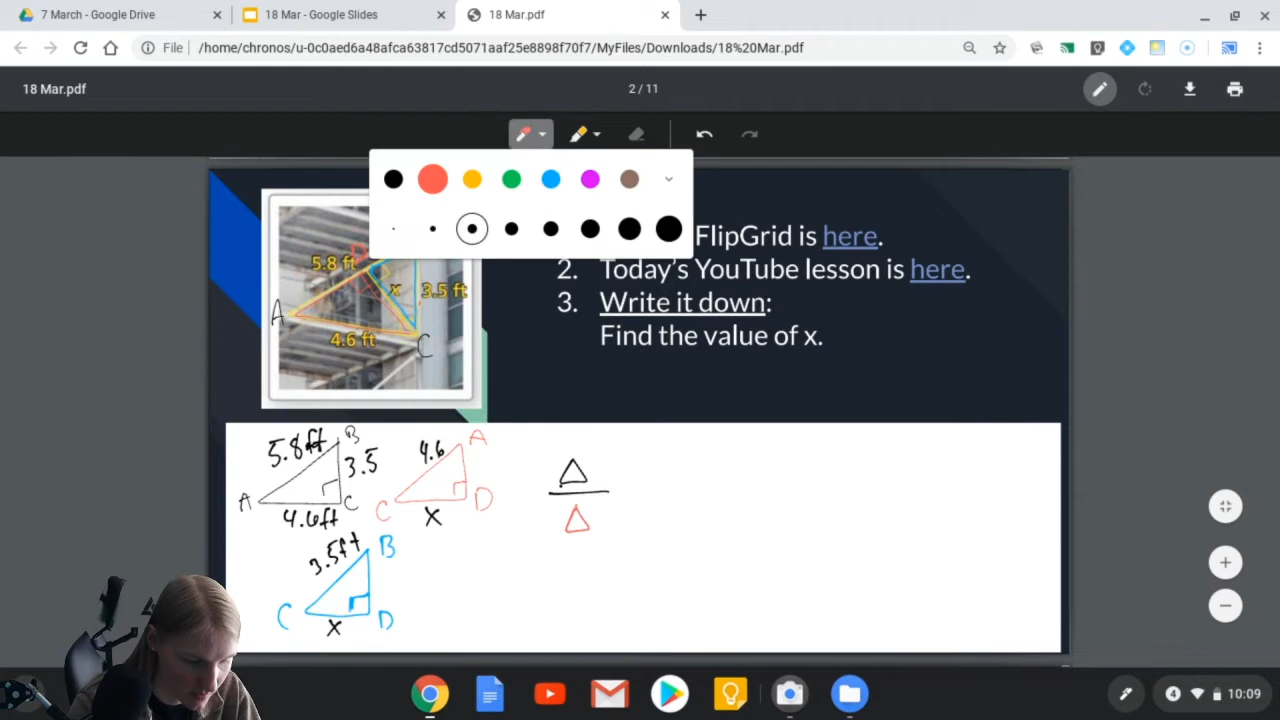 7 March - Google Drive
18 Mar - Google Slides
18 Mar.pdf
File
/home/chronos/u-0c0aed6a48afca63817cd5071aaf25e8898f70f7/MyFiles/Downloads/18%20Mar.pdf
18 Mar.pdf
2 / 11
FlipGrid is here.
2. Today's YouTube lesson is here.
3. Write it down:
Find the value of x.
5.8 ft
x
3.5 ft
A
4.6 ft
C
5.8ft
B
3.5
A
4.6ft
C
4.6
A
C
D
x
3.5ft
B
C
D
x
4
10:09